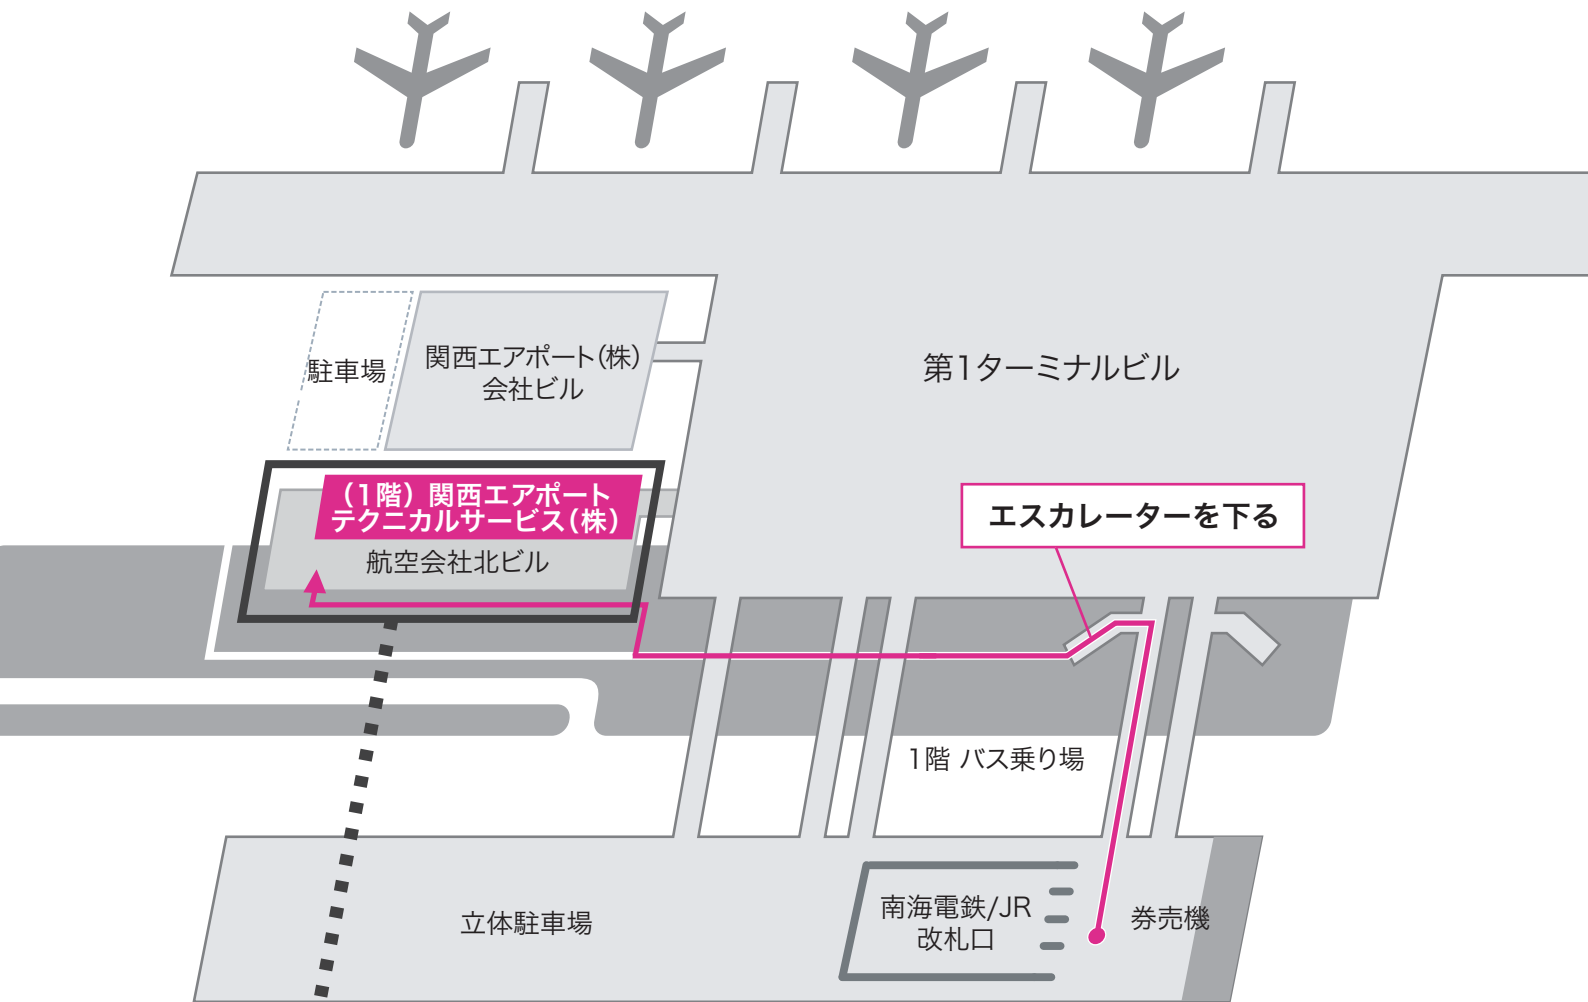 駐車場
関西エアポート(株)
会社ビル
第1ターミナルビル
(1階) 関西エアポート
テクニカルサービス(株)
航空会社北ビル
エスカレーターを下る
1階 バス乗り場
立体駐車場
南海電鉄/JR
改札口
券売機